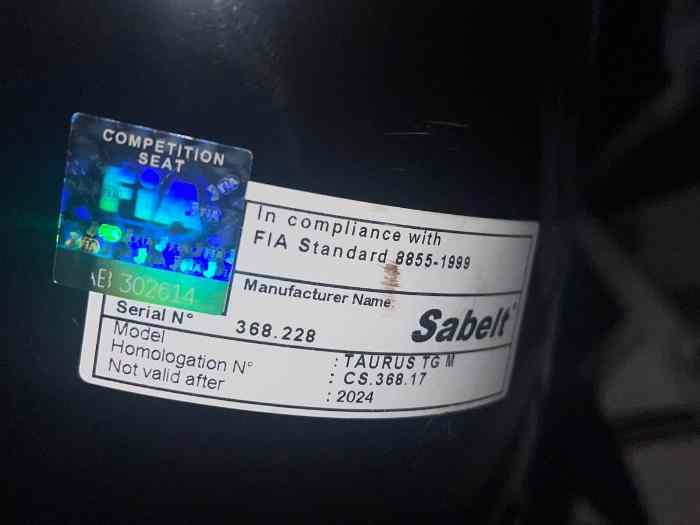 COMPETITION
SEAT
FIA
302614
In compliance with
FIA Standard 8855-1999
Manufacturer Name
Sabelt
Serial N° 368.228
Model : TAURUS TG M
Homologation N° : CS.368.17
Not valid after : 2024